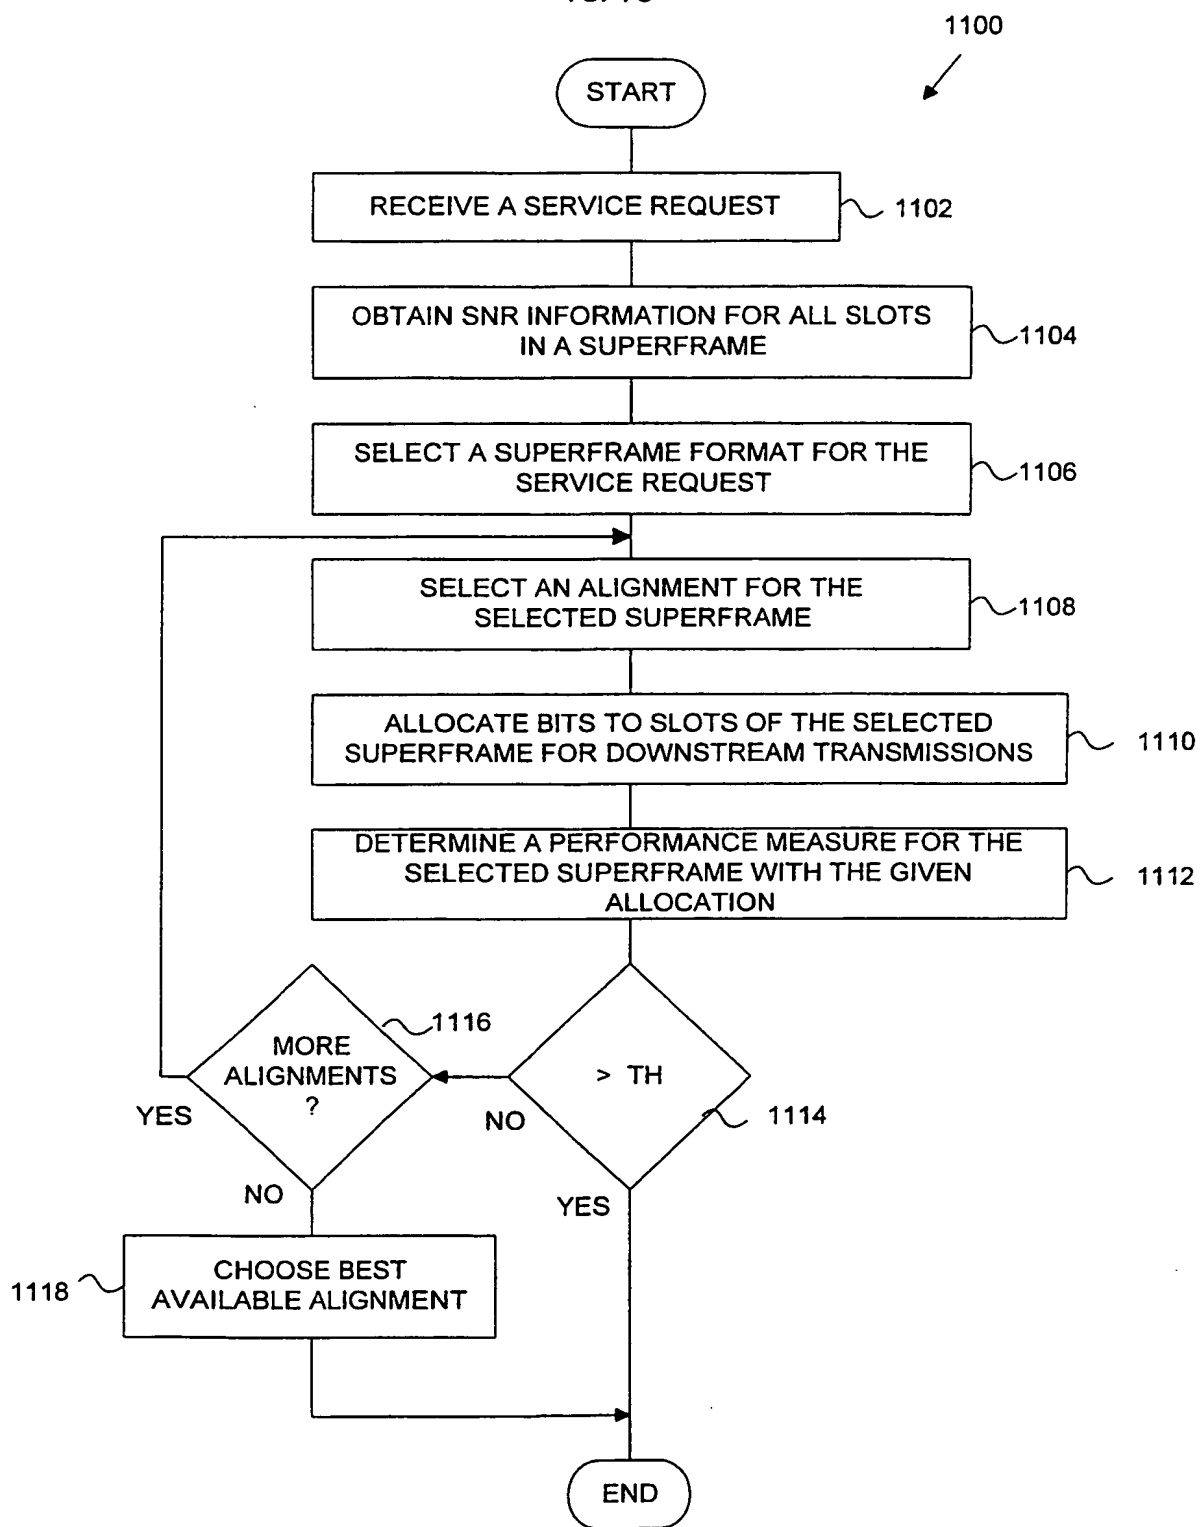 1100
START
RECEIVE A SERVICE REQUEST
1102
OBTAIN SNR INFORMATION FOR ALL SLOTS
IN A SUPERFRAME
1104
SELECT A SUPERFRAME FORMAT FOR THE
SERVICE REQUEST
1106
SELECT AN ALIGNMENT FOR THE
SELECTED SUPERFRAME
1108
ALLOCATE BITS TO SLOTS OF THE SELECTED
SUPERFRAME FOR DOWNSTREAM TRANSMISSIONS
1110
DETERMINE A PERFORMANCE MEASURE FOR THE
SELECTED SUPERFRAME WITH THE GIVEN
ALLOCATION
1112
1116
MORE
ALIGNMENTS
?
> TH
1114
YES
NO
NO
YES
CHOOSE BEST
AVAILABLE ALIGNMENT
1118
END